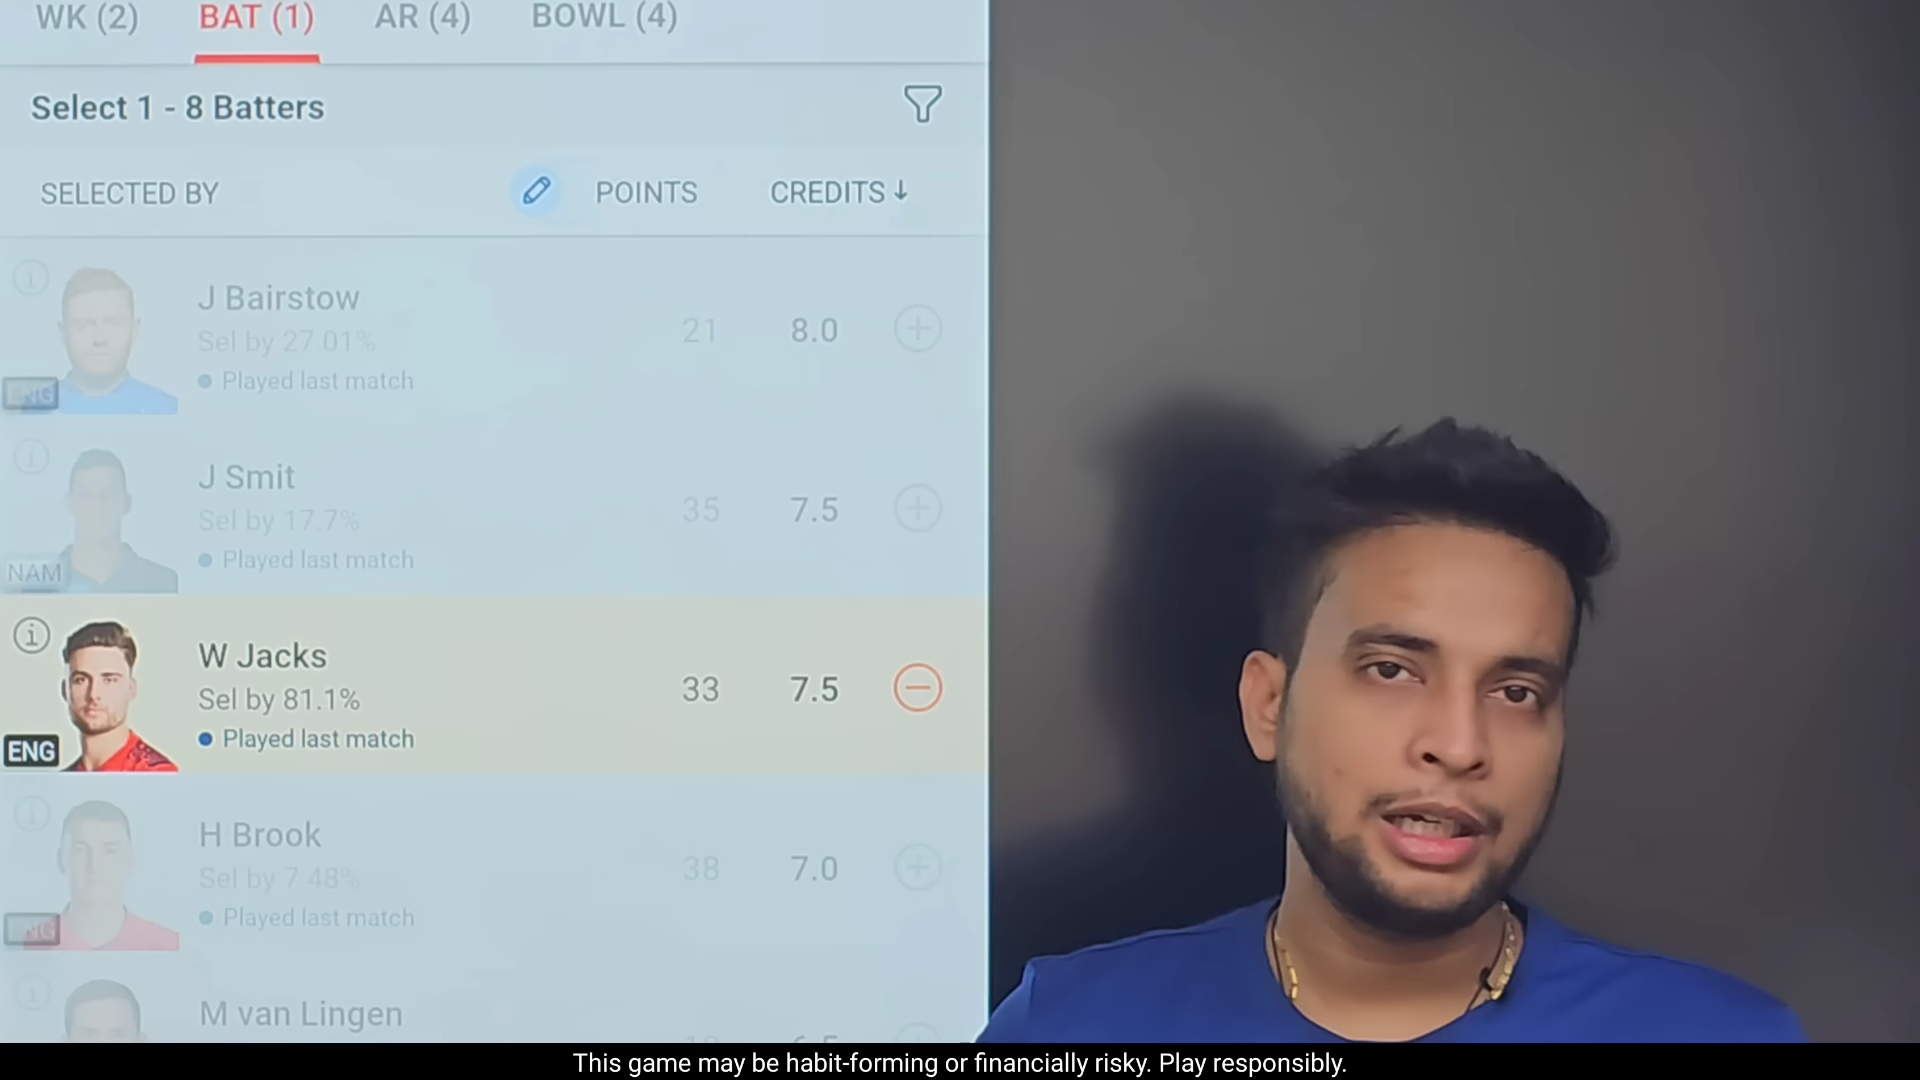 WK (2) BAT (1) AR (4) BOWL (4)
Select 1 - 8 Batters
SELECTED BY POINTS CREDITS↓
J Bairstow
Sel by 27.01%
21 8.0
Played last match
ENG
J Smit
Sel by 17.7%
35 7.5
Played last match
NAM
W Jacks
Sel by 81.1%
33 7.5
Played last match
ENG
H Brook
Sel by 7.48%
38 7.0
Played last match
ENG
M van Lingen
This game may be habit-forming or financially risky. Play responsibly.